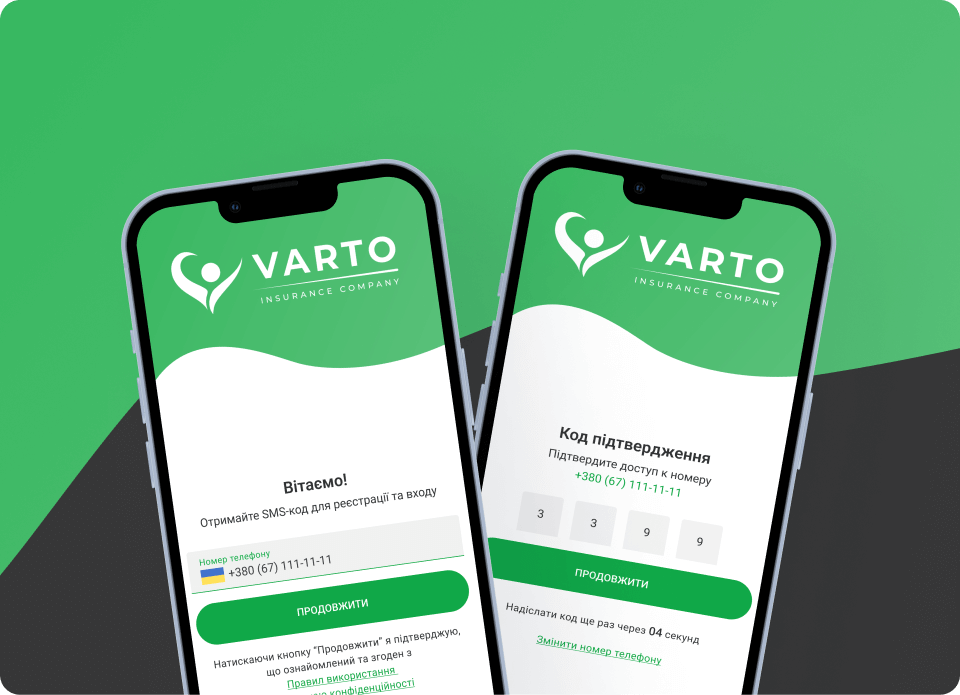 VARTO
INSURANCE COMPANY
Вітаємо!
Отримайте SMS-код для реєстрації та входу
Номер телефону
+380 (67) 111-11-11
ПРОДОВЖИТИ
Натискаючи кнопку “Продовжити” я підтверджую,
що ознайомлений та згоден з
Правил використання
конфіденційності
VARTO
INSURANCE COMPANY
Код підтвердження
Підтвердите доступ к номеру
+380 (67) 111-11-11
3 3 9 9
ПРОДОВЖИТИ
Надіслати код ще раз через 04 секунд
Змінити номер телефону